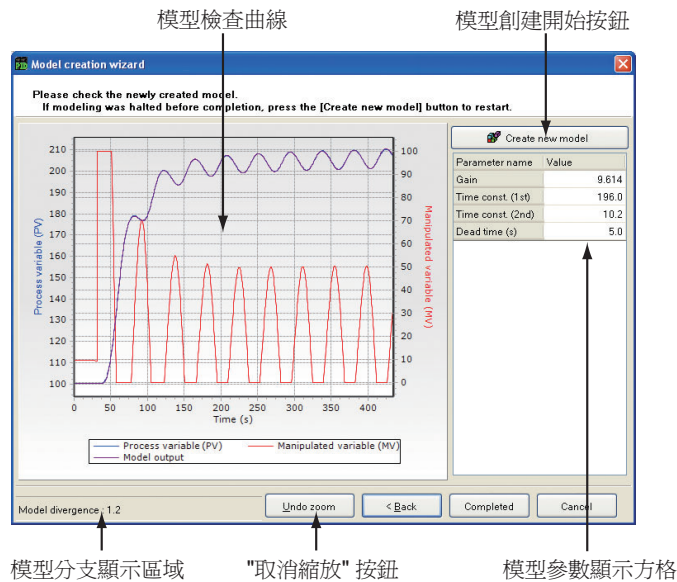 模型檢查曲線
模型創建開始按鈕
Model creation wizard
Please check the newly created model.
If modeling was halted before completion, press the [Create new model] button to restart.
Create new model
Parameter name Value
Gain 9.614
Time const. (1st) 196.0
Time const. (2nd) 10.2
Dead time (s) 5.0
Process variable (PV)
210
200
190
180
170
160
150
140
130
120
110
100
100
90
80
70
60
50
40
30
20
10
0
Manipulated variable (MV)
0 50 100 150 200 250 300 350 400
Time (s)
Process variable (PV) Manipulated variable (MV)
Model output
Model divergence : 1.2
Undo zoom
< Back
Completed
Cancel
模型分支顯示區域
"取消縮放" 按鈕
模型參數顯示方格